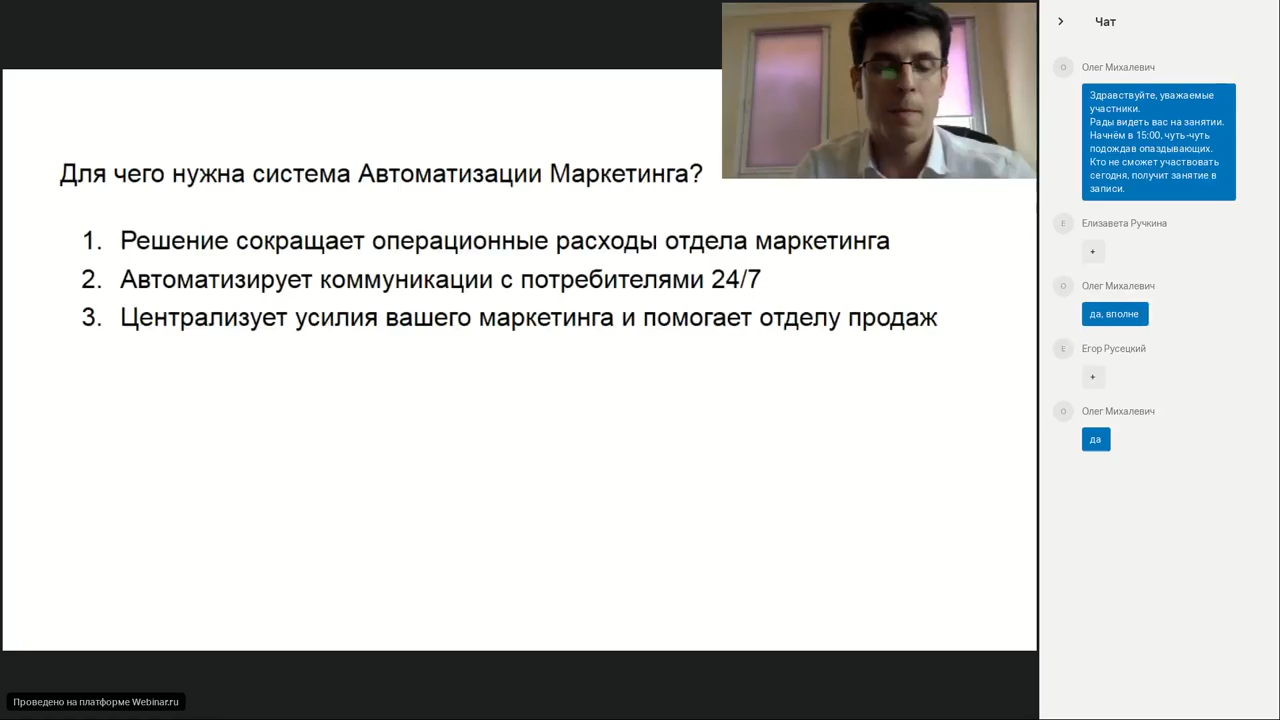 Для чего нужна система Автоматизации Маркетинга?
1. Решение сокращает операционные расходы отдела маркетинга
2. Автоматизирует коммуникации с потребителями 24/7
3. Централизует усилия вашего маркетинга и помогает отделу продаж
Проведено на платформе Webinar.ru
Чат
О
Олег Михалевич
Здравствуйте, уважаемые
участники.
Рады видеть вас на занятии.
Начнём в 15:00, чуть-чуть
подождав опаздывающих.
Кто не сможет участвовать
сегодня, получит занятие в
записи.
Е
Елизавета Ручкина
+
О
Олег Михалевич
да, вполне
Е
Егор Русецкий
+
О
Олег Михалевич
да